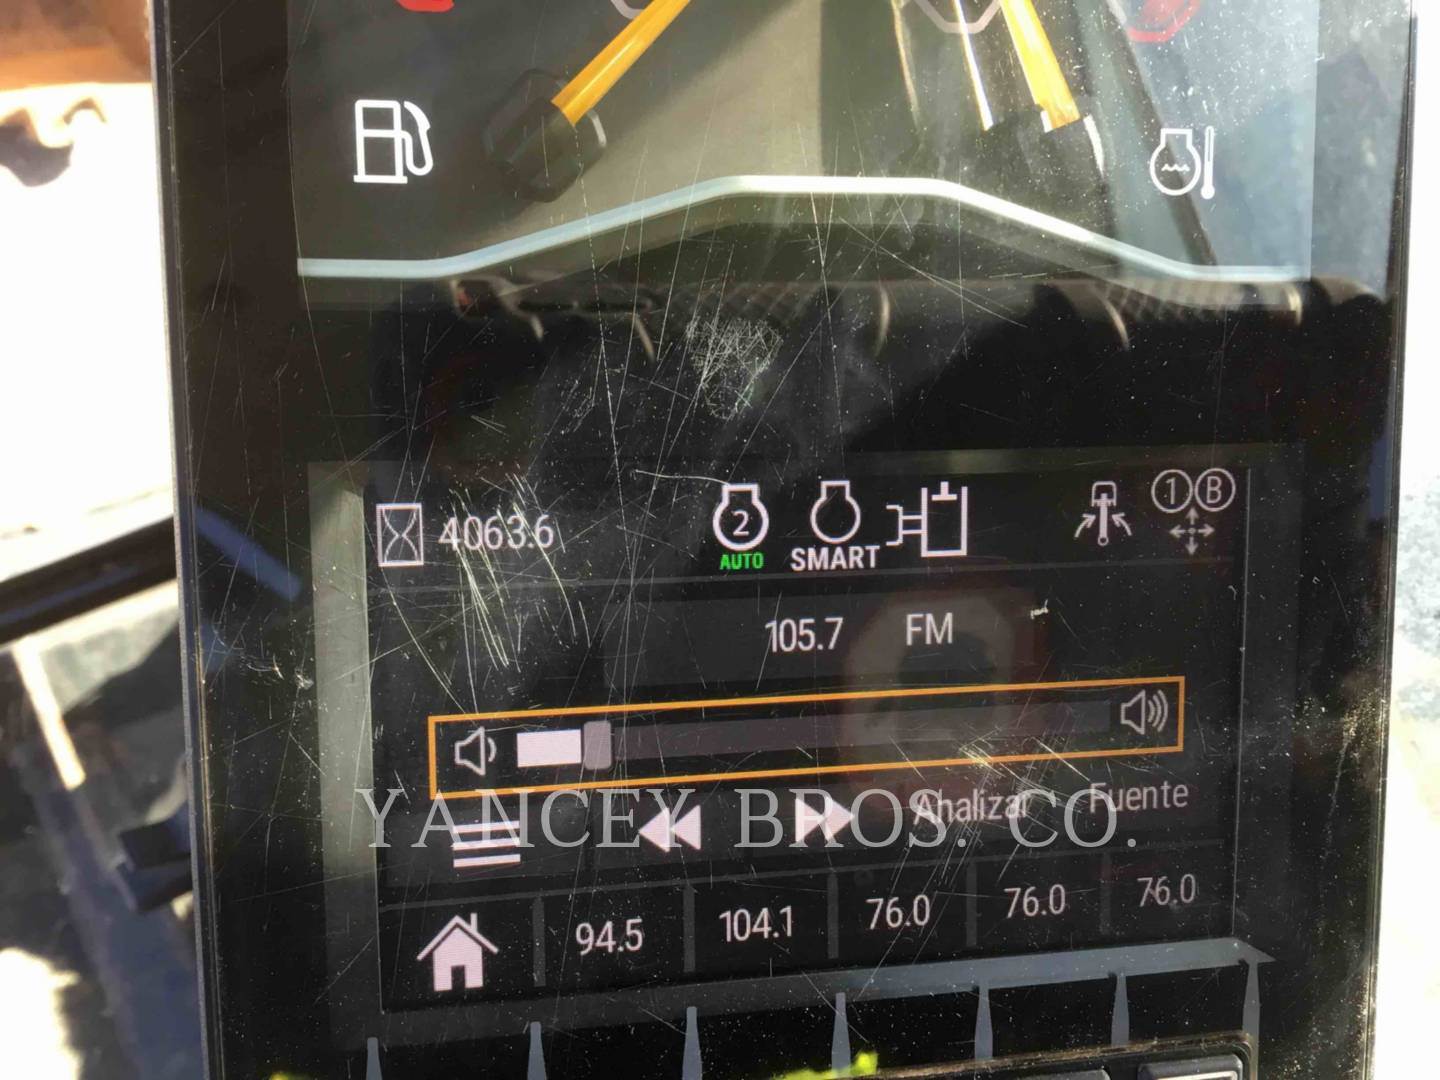 4063.6
2
AUTO
SMART
1 B
105.7 FM
Analizar Fuente
YANCEY BROS. CO.
94.5 104.1 76.0 76.0 76.0